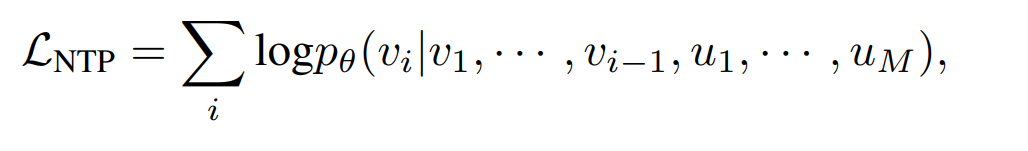 ℒ_NTP = ∑_i log p_θ(v_i|v_1, ⋯ , v_{i−1}, u_1, ⋯ , u_M),